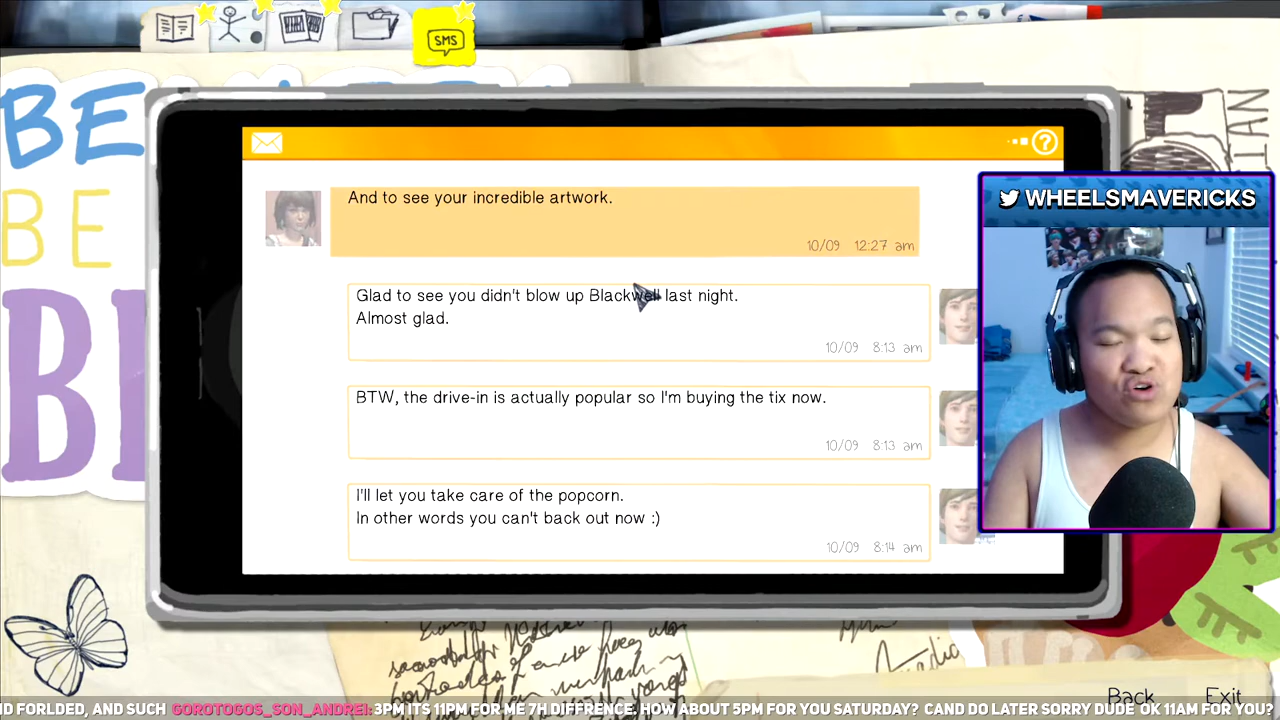 SMS
BE
BE
And to see your incredible artwork.
10/09 12:27 am
Glad to see you didn't blow up Blackwell last night.
Almost glad.
10/09 8:13 am
BTW, the drive-in is actually popular so I'm buying the tix now.
10/09 8:13 am
I'll let you take care of the popcorn.
In other words you can't back out now :)
10/09 8:14 am
WHEELSMAVERICKS
Back Exit
FORLDED, AND SUCH GOROTOGOS_SON_ANDREI: 3PM ITS 11PM FOR ME 7H DIFFRENCE. HOW ABOUT 5PM FOR YOU SATURDAY? CAND DO LATER SORRY DUDE OK 11AM FOR YOU?